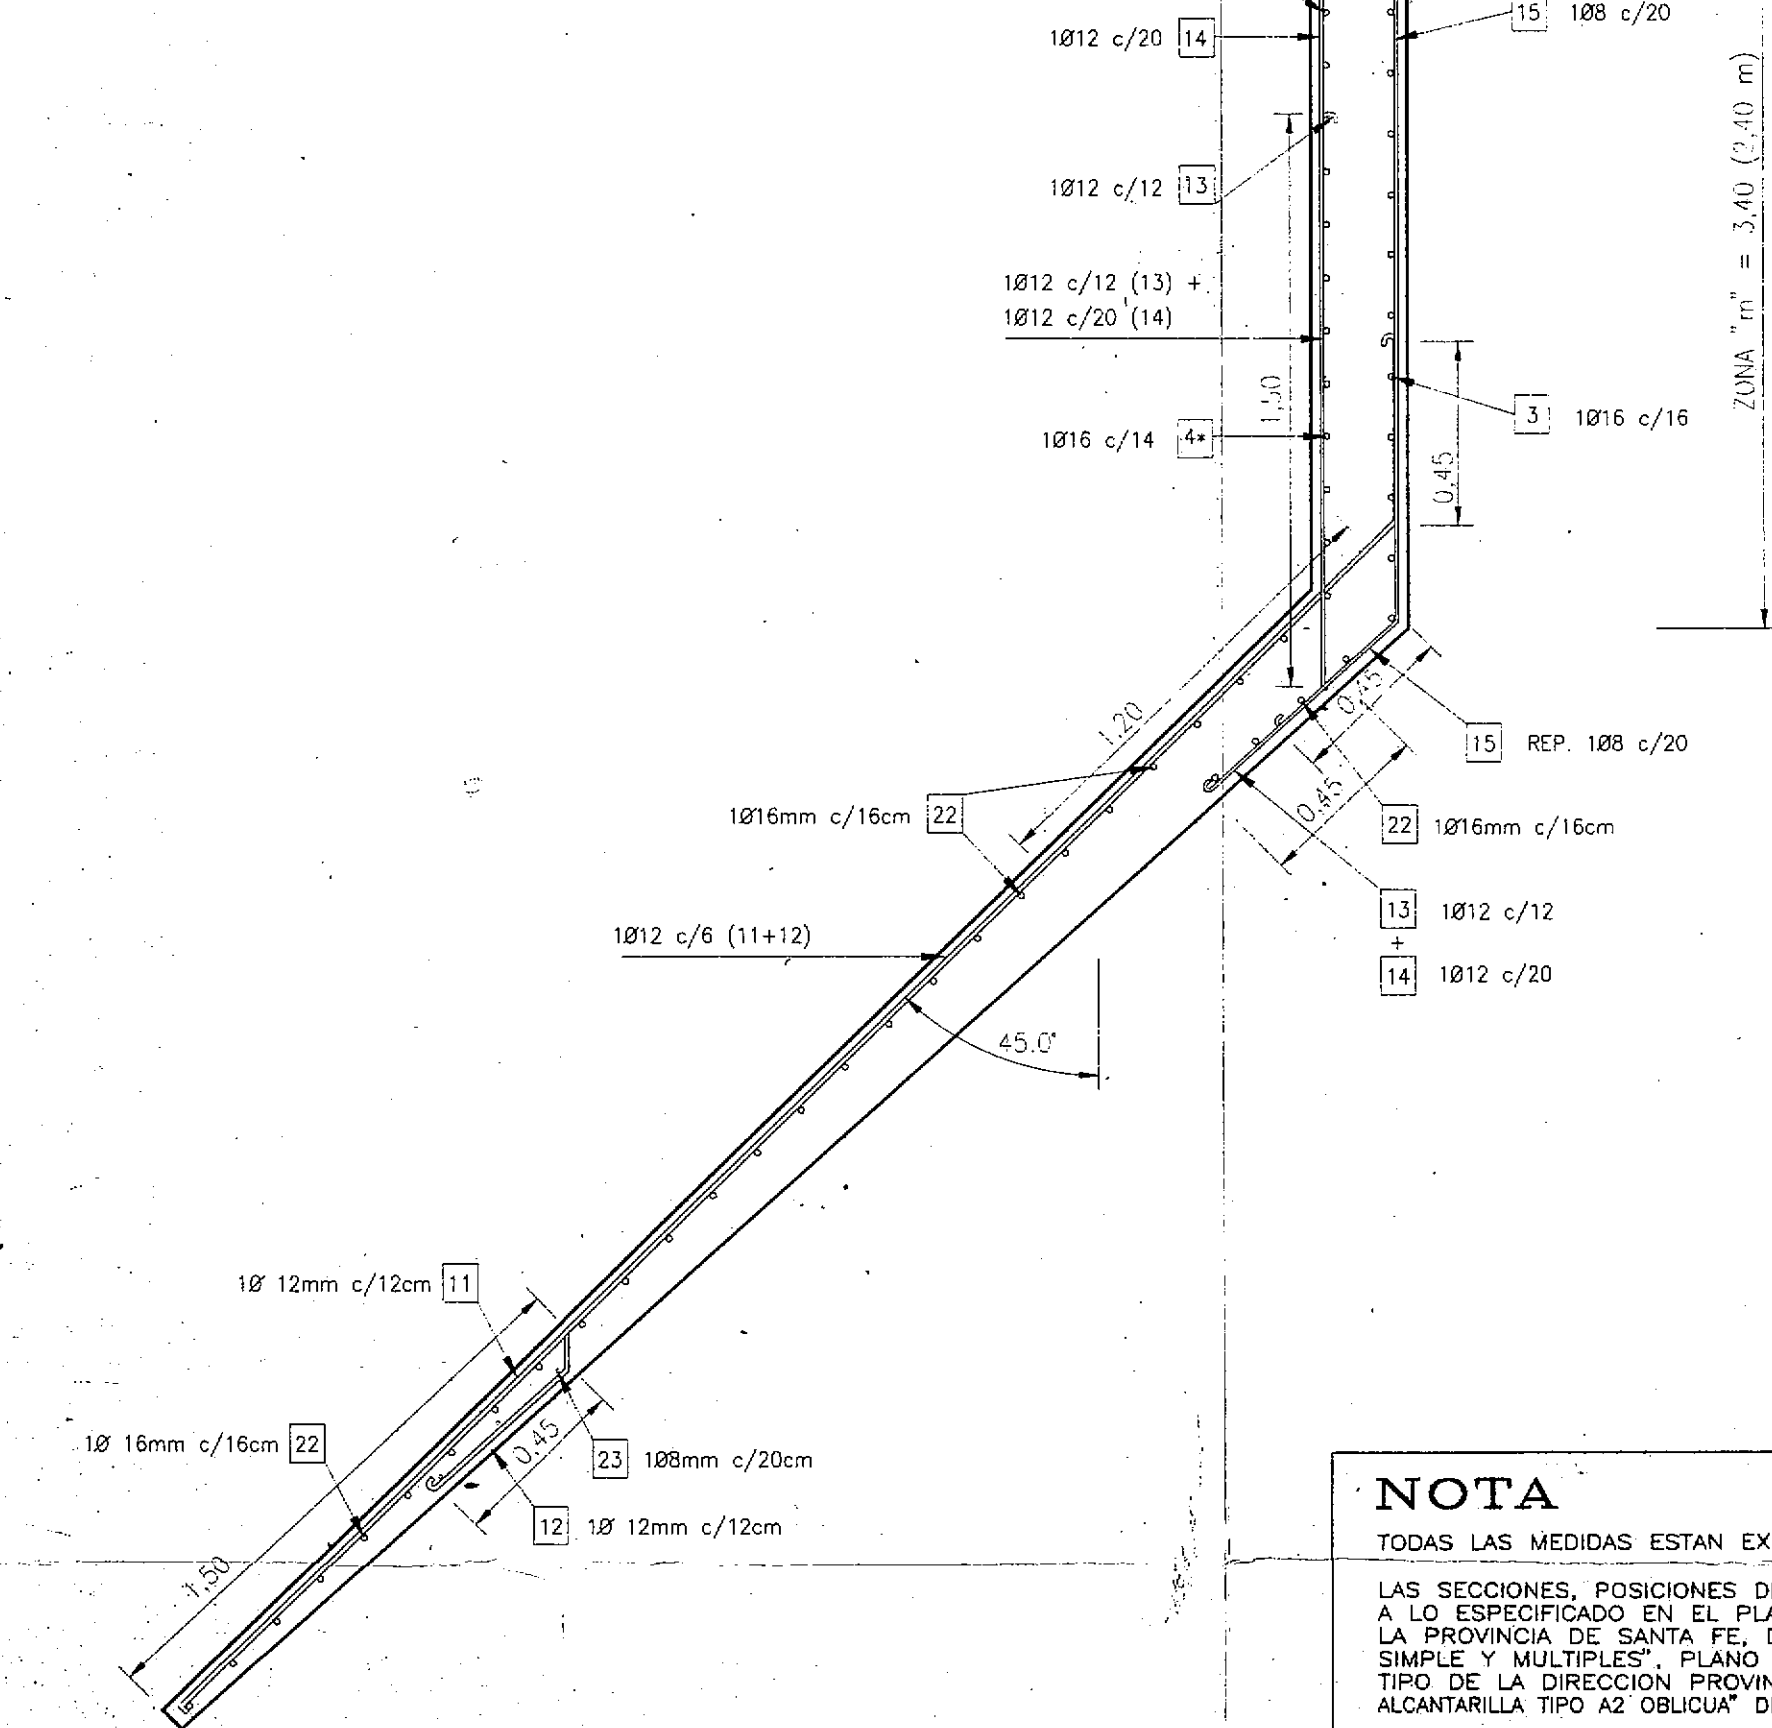 1Ø12 c/20 14
15 1Ø8 c/20
ZONA "m" = 3,40 (2,40 m)
1Ø12 c/12 13
1Ø12 c/12 (13) +
1Ø12 c/20 (14)
1,50
3 1Ø16 c/16
1Ø16 c/14 4*
0,45
1,20
0,45
15 REP. 1Ø8 c/20
0,45
1Ø16mm c/16cm 22
22 1Ø16mm c/16cm
13 1Ø12 c/12
+
14 1Ø12 c/20
1Ø12 c/6 (11+12)
45.0°
1Ø 12mm c/12cm 11
1Ø 16mm c/16cm 22
0,45
23 1Ø8mm c/20cm
12 1Ø 12mm c/12cm
1,50
NOTA
TODAS LAS MEDIDAS ESTAN EX
LAS SECCIONES, POSICIONES D
A LO ESPECIFICADO EN EL PLA
LA PROVINCIA DE SANTA FE, D
SIMPLE Y MULTIPLES", PLANO
TIPO DE LA DIRECCION PROVIN
ALCANTARILLA TIPO A2 OBLICUA" D